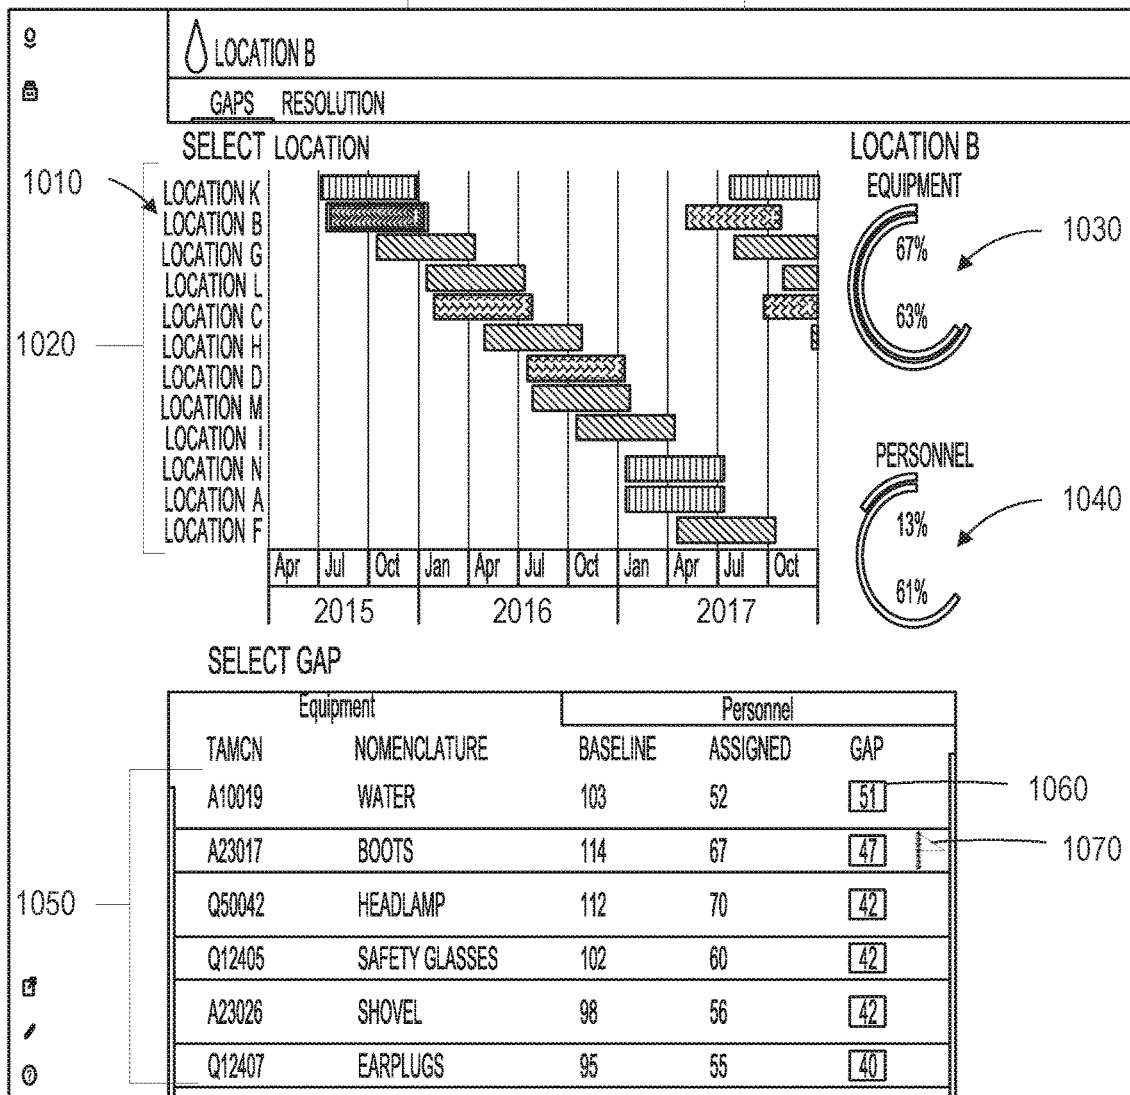 LOCATION B
GAPS RESOLUTION
SELECT LOCATION
LOCATION B
1010
LOCATION K
LOCATION B
LOCATION G
LOCATION L
LOCATION C
LOCATION H
LOCATION D
LOCATION M
LOCATION I
LOCATION N
LOCATION A
LOCATION F
1020
Apr Jul Oct Jan Apr Jul Oct Jan Apr Jul Oct
2015 2016 2017
EQUIPMENT
67%
63%
1030
PERSONNEL
13%
61%
1040
SELECT GAP
Equipment Personnel
TAMCN NOMENCLATURE BASELINE ASSIGNED GAP
A10019 WATER 103 52 51 1060
A23017 BOOTS 114 67 47 1070
1050 Q50042 HEADLAMP 112 70 42
Q12405 SAFETY GLASSES 102 60 42
A23026 SHOVEL 98 56 42
Q12407 EARPLUGS 95 55 40